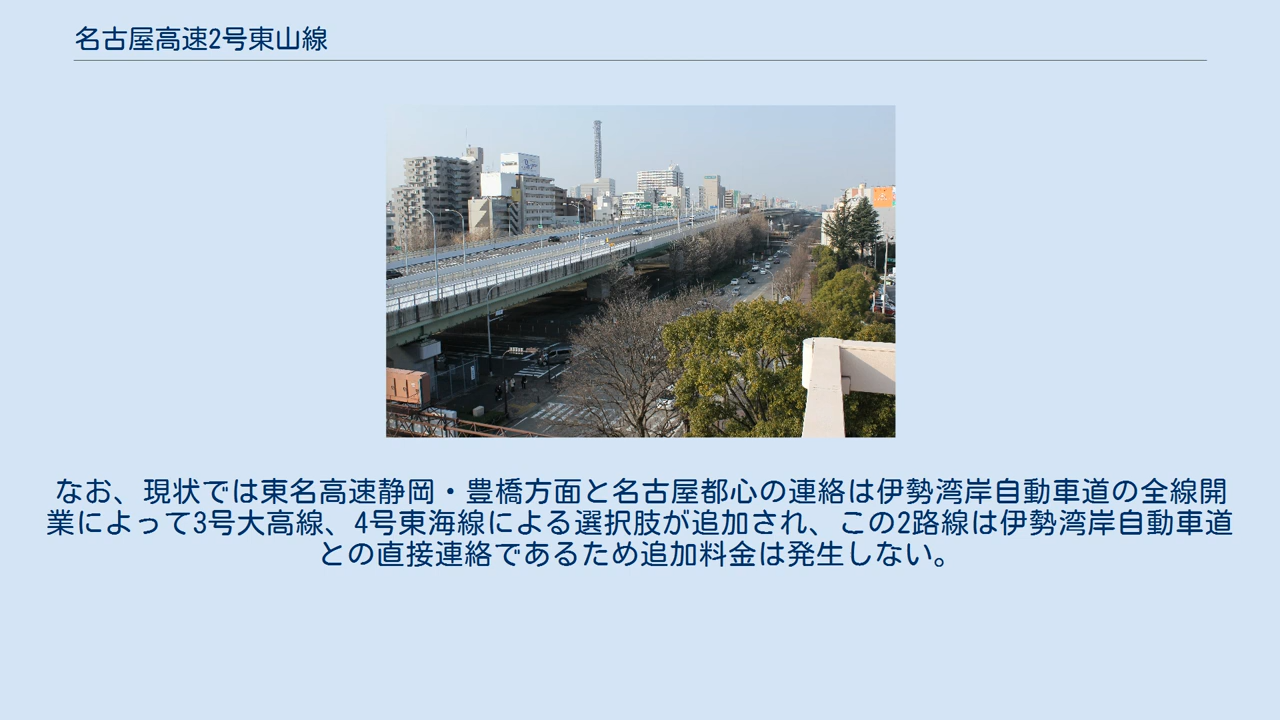 名古屋高速2号東山線
なお、現状では東名高速静岡・豊橋方面と名古屋都心の連絡は伊勢湾岸自動車道の全線開
業によって3号大高線、4号東海線による選択肢が追加され、この2路線は伊勢湾岸自動車道
との直接連絡であるため追加料金は発生しない。